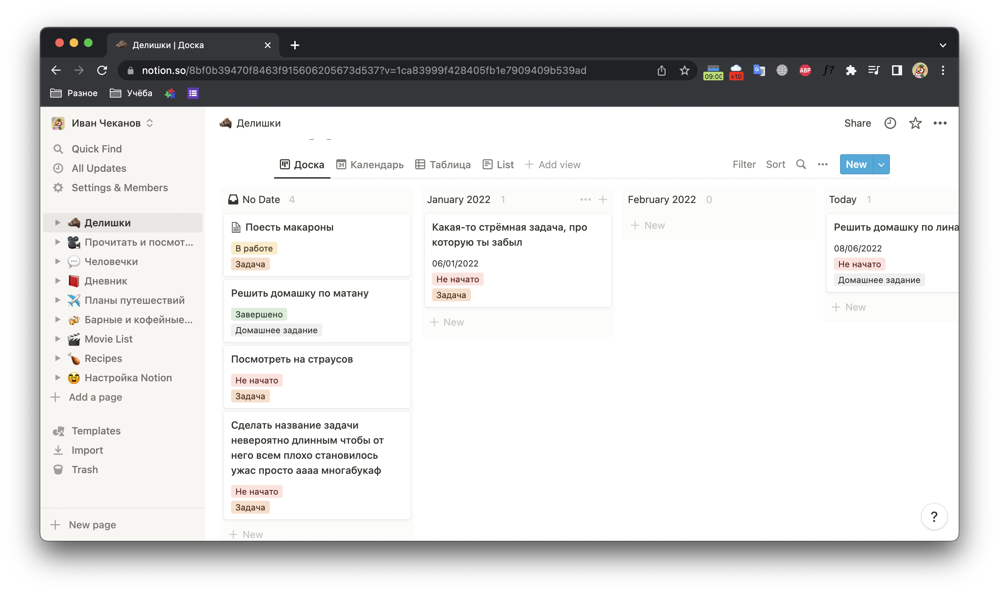 Делишки | Доска
notion.so/8bf0b39470f8463f915606205673d537?v=1ca83999f428405fb1e7909409b539ad
09:00
+10
ABP
f?
Разное
Учёба
Иван Чеканов
Quick Find
All Updates
Settings & Members
Делишки
Прочитать и посмот...
Человечки
Дневник
Планы путешествий
Барные и кофейные...
Movie List
Recipes
Настройка Notion
Add a page
Templates
Import
Trash
New page
Делишки
Share
Доска
31
Календарь
Таблица
List
Add view
Filter
Sort
New
No Date 4
Поесть макароны
В работе
Задача
Решить домашку по матану
Завершено
Домашнее задание
Посмотреть на страусов
Не начато
Задача
Сделать название задачи
невероятно длинным чтобы от
него всем плохо становилось
ужас просто аааа многабукаф
Не начато
Задача
New
January 2022 1
Какая-то стрёмная задача, про
которую ты забыл
06/01/2022
Не начато
Задача
New
February 2022 0
New
Today 1
Решить домашку по лина
08/06/2022
Не начато
Домашнее задание
New
?